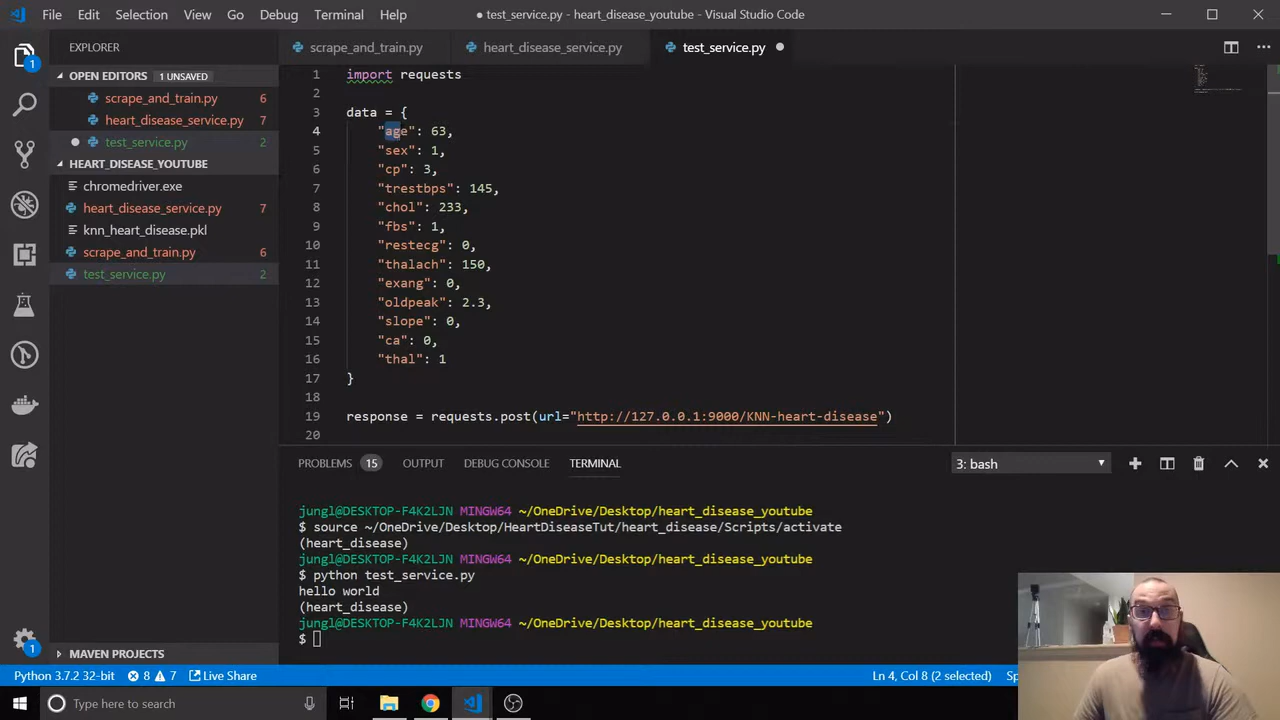 File Edit Selection View Go Debug Terminal Help
● test_service.py - heart_disease_youtube - Visual Studio Code
EXPLORER
scrape_and_train.py
heart_disease_service.py
test_service.py
OPEN EDITORS 1 UNSAVED
scrape_and_train.py 6
heart_disease_service.py 7
test_service.py 2
HEART_DISEASE_YOUTUBE
chromedriver.exe
heart_disease_service.py 7
knn_heart_disease.pkl
scrape_and_train.py 6
test_service.py 2
MAVEN PROJECTS
1
1
1 import requests
2
3 data = {
4 "age": 63,
5 "sex": 1,
6 "cp": 3,
7 "trestbps": 145,
8 "chol": 233,
9 "fbs": 1,
10 "restecg": 0,
11 "thalach": 150,
12 "exang": 0,
13 "oldpeak": 2.3,
14 "slope": 0,
15 "ca": 0,
16 "thal": 1
17 }
18
19 response = requests.post(url="http://127.0.0.1:9000/KNN-heart-disease")
20
PROBLEMS 15 OUTPUT DEBUG CONSOLE TERMINAL 3: bash
jungl@DESKTOP-F4K2LJN MINGW64 ~/OneDrive/Desktop/heart_disease_youtube
$ source ~/OneDrive/Desktop/HeartDiseaseTut/heart_disease/Scripts/activate
(heart_disease)
jungl@DESKTOP-F4K2LJN MINGW64 ~/OneDrive/Desktop/heart_disease_youtube
$ python test_service.py
hello world
(heart_disease)
jungl@DESKTOP-F4K2LJN MINGW64 ~/OneDrive/Desktop/heart_disease_youtube
$
Python 3.7.2 32-bit 8 7 Live Share Ln 4, Col 8 (2 selected)
Type here to search